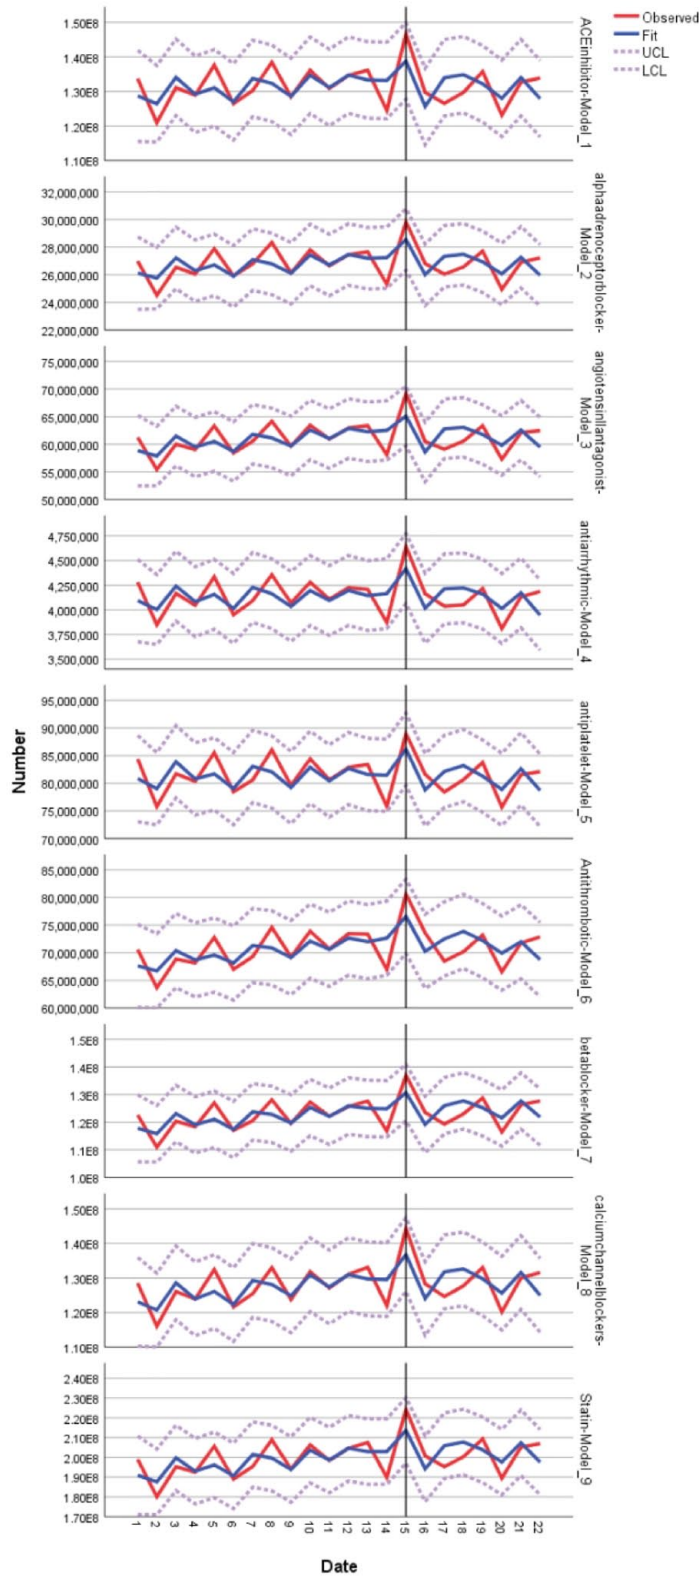 Observed
Fit
UCL
LCL
1.50E8
1.40E8
1.30E8
1.20E8
1.10E8
ACEinhibitor-Model_1
32,000,000
30,000,000
28,000,000
26,000,000
24,000,000
22,000,000
alphaadrenoceptorblocker-
Model_2
75,000,000
70,000,000
65,000,000
60,000,000
55,000,000
50,000,000
angiotensinIIantagonist-
Model_3
4,750,000
4,500,000
4,250,000
4,000,000
3,750,000
3,500,000
antiarrhythmic-Model_4
95,000,000
90,000,000
85,000,000
80,000,000
75,000,000
70,000,000
antiplatelet-Model_5
85,000,000
80,000,000
75,000,000
70,000,000
65,000,000
60,000,000
Antithrombotic-Model_6
1.5E8
1.4E8
1.3E8
1.2E8
1.1E8
1.0E8
betablocker-Model_7
1.50E8
1.40E8
1.30E8
1.20E8
1.10E8
calciumchannelblockers-
Model_8
2.40E8
2.30E8
2.20E8
2.10E8
2.00E8
1.90E8
1.80E8
1.70E8
Statin-Model_9
Number
1 2 3 4 5 6 7 8 9 10 11 12 13 14 15 16 17 18 19 20 21 22
Date